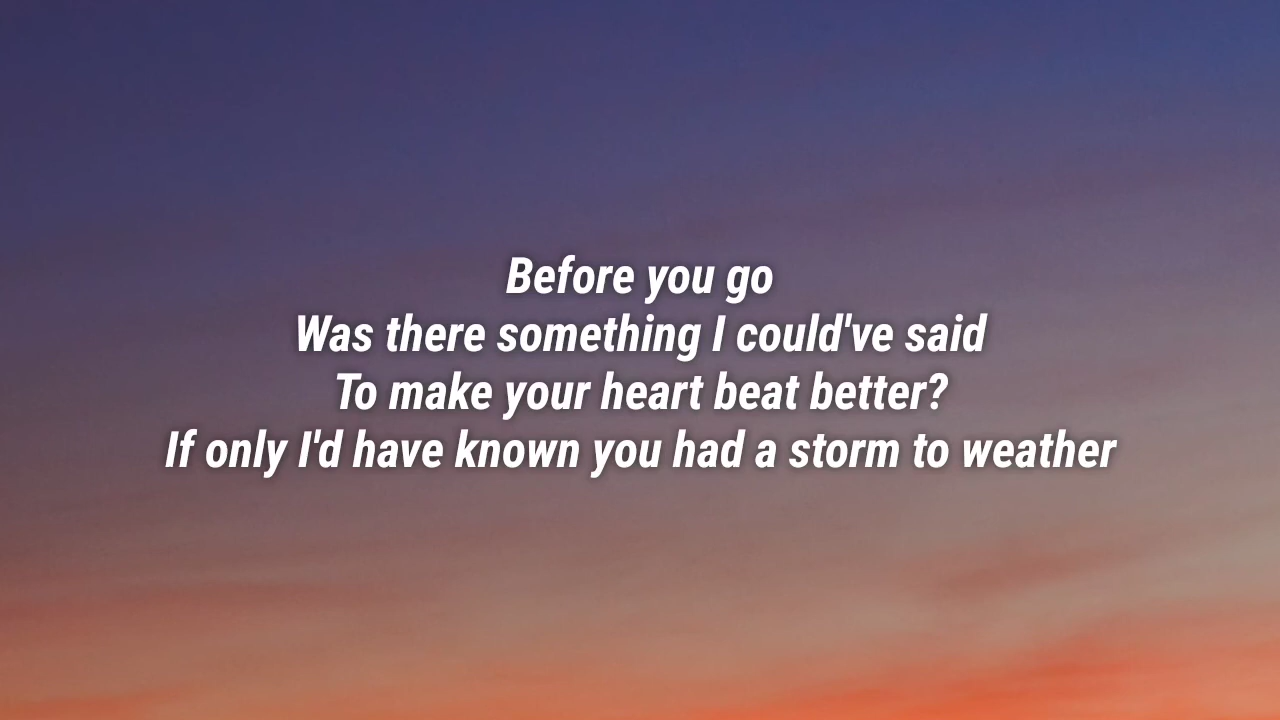 Before you go
Was there something I could've said
To make your heart beat better?
If only I'd have known you had a storm to weather